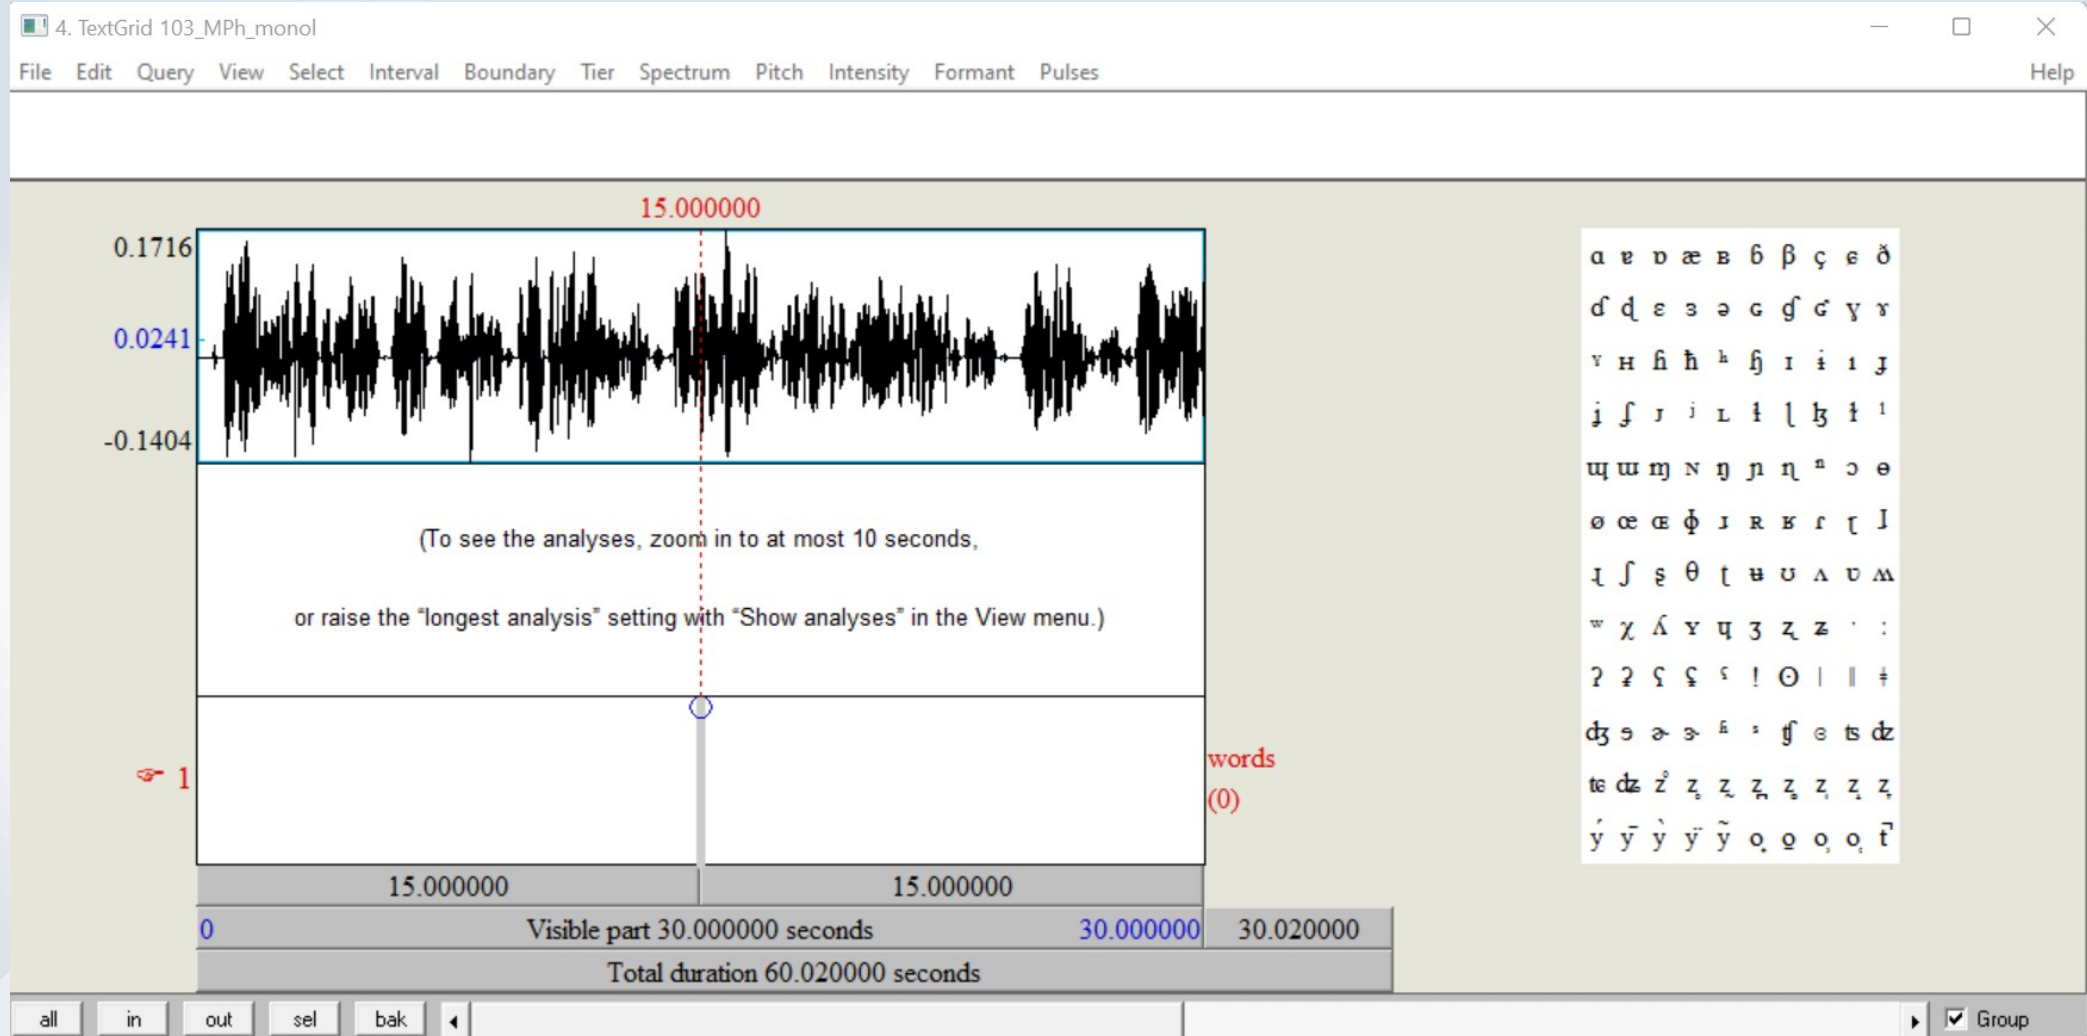 4. TextGrid 103_MPh_monol
File Edit Query View Select Interval Boundary Tier Spectrum Pitch Intensity Formant Pulses Help
15.000000
0.1716
0.0241
-0.1404
(To see the analyses, zoom in to at most 10 seconds,
or raise the “longest analysis” setting with “Show analyses” in the View menu.)
☞ 1
words
(0)
15.000000 15.000000
0 Visible part 30.000000 seconds 30.000000 30.020000
Total duration 60.020000 seconds
all in out sel bak Group
ɑ ɐ ɒ æ ʙ ɓ β ç ɕ ð
ɗ ɖ ɛ ɜ ə ɢ ɠ ʛ ɣ ɤ
ˠ ʜ ɦ ħ ʰ ɧ ɪ ɨ ı ɟ
ʝ ʄ ɹ ʲ ʟ ɫ ɭ ɮ ɬ ˡ
ɰ ɯ ɱ ɴ ŋ ɲ ɳ ⁿ ɔ ɵ
ø œ ɶ ɸ ɹ ʀ ʁ ɾ ɽ ɺ
ɻ ʃ ʂ θ ʈ ʉ ʊ ʌ ʋ ʍ
ʷ χ ʎ ʏ ɥ ʒ ʐ ʑ ˑ ː
ʔ ʡ ʕ ʢ ˤ ! ʘ ǀ ǁ ǂ